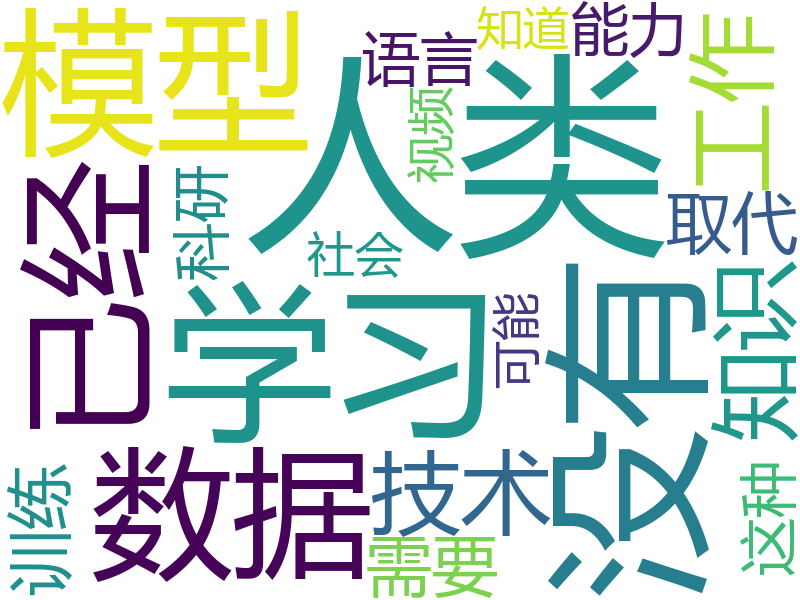 模型
人类
语言
知道
能力
工作
视频
已经
科研
社会
取代
学习
可能
没有
知识
数据
技术
训练
需要
这种